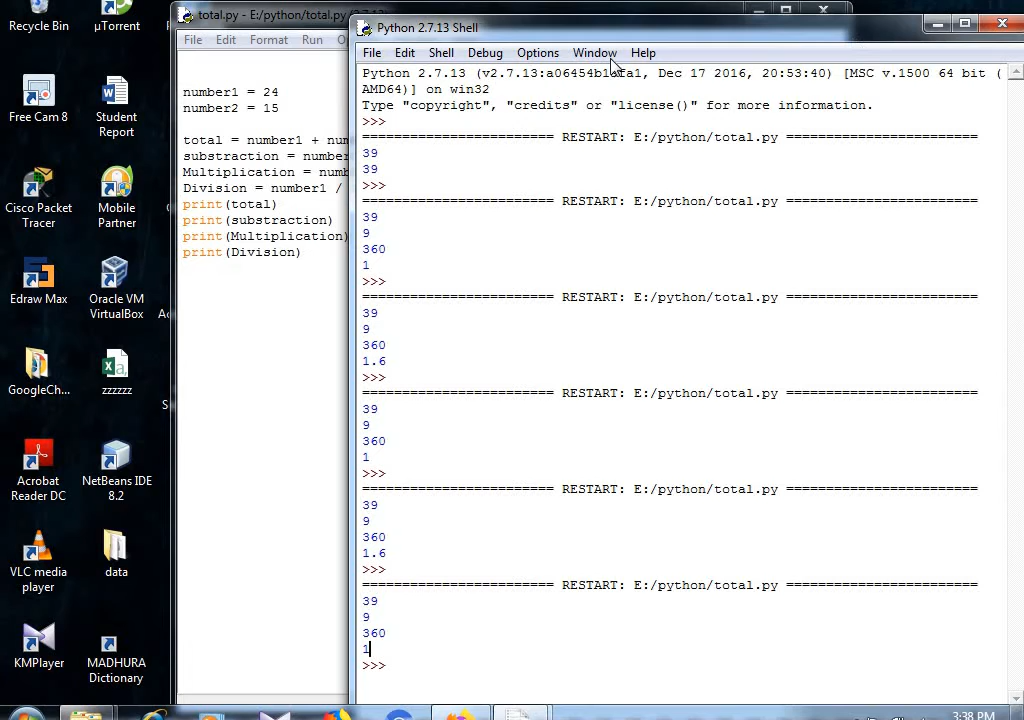 Recycle Bin
µTorrent
Free Cam 8
Student
Report
Cisco Packet
Tracer
Mobile
Partner
Edraw Max
Oracle VM
VirtualBox
GoogleCh...
zzzzzz
Acrobat
Reader DC
NetBeans IDE
8.2
VLC media
player
data
KMPlayer
MADHURA
Dictionary
total.py - E:/python/total.py
File Edit Format Run
number1 = 24
number2 = 15
total = number1 + num
substraction = number
Multiplication = numb
Division = number1 /
print(total)
print(substraction)
print(Multiplication)
print(Division)
Python 2.7.13 Shell
File Edit Shell Debug Options Window Help
Python 2.7.13 Dec 17 2016, 20:53:40) [MSC v.1500 64 bit (
AMD64)] on win32
Type "copyright", "credits" or "license()" for more information.
>>>
======================== RESTART: E:/python/total.py ========================
39
39
>>>
======================== RESTART: E:/python/total.py ========================
39
9
360
1
>>>
======================== RESTART: E:/python/total.py ========================
39
9
360
1.6
>>>
======================== RESTART: E:/python/total.py ========================
39
9
360
1
>>>
======================== RESTART: E:/python/total.py ========================
39
9
360
1.6
>>>
======================== RESTART: E:/python/total.py ========================
39
9
360
1
>>>
3:38 PM